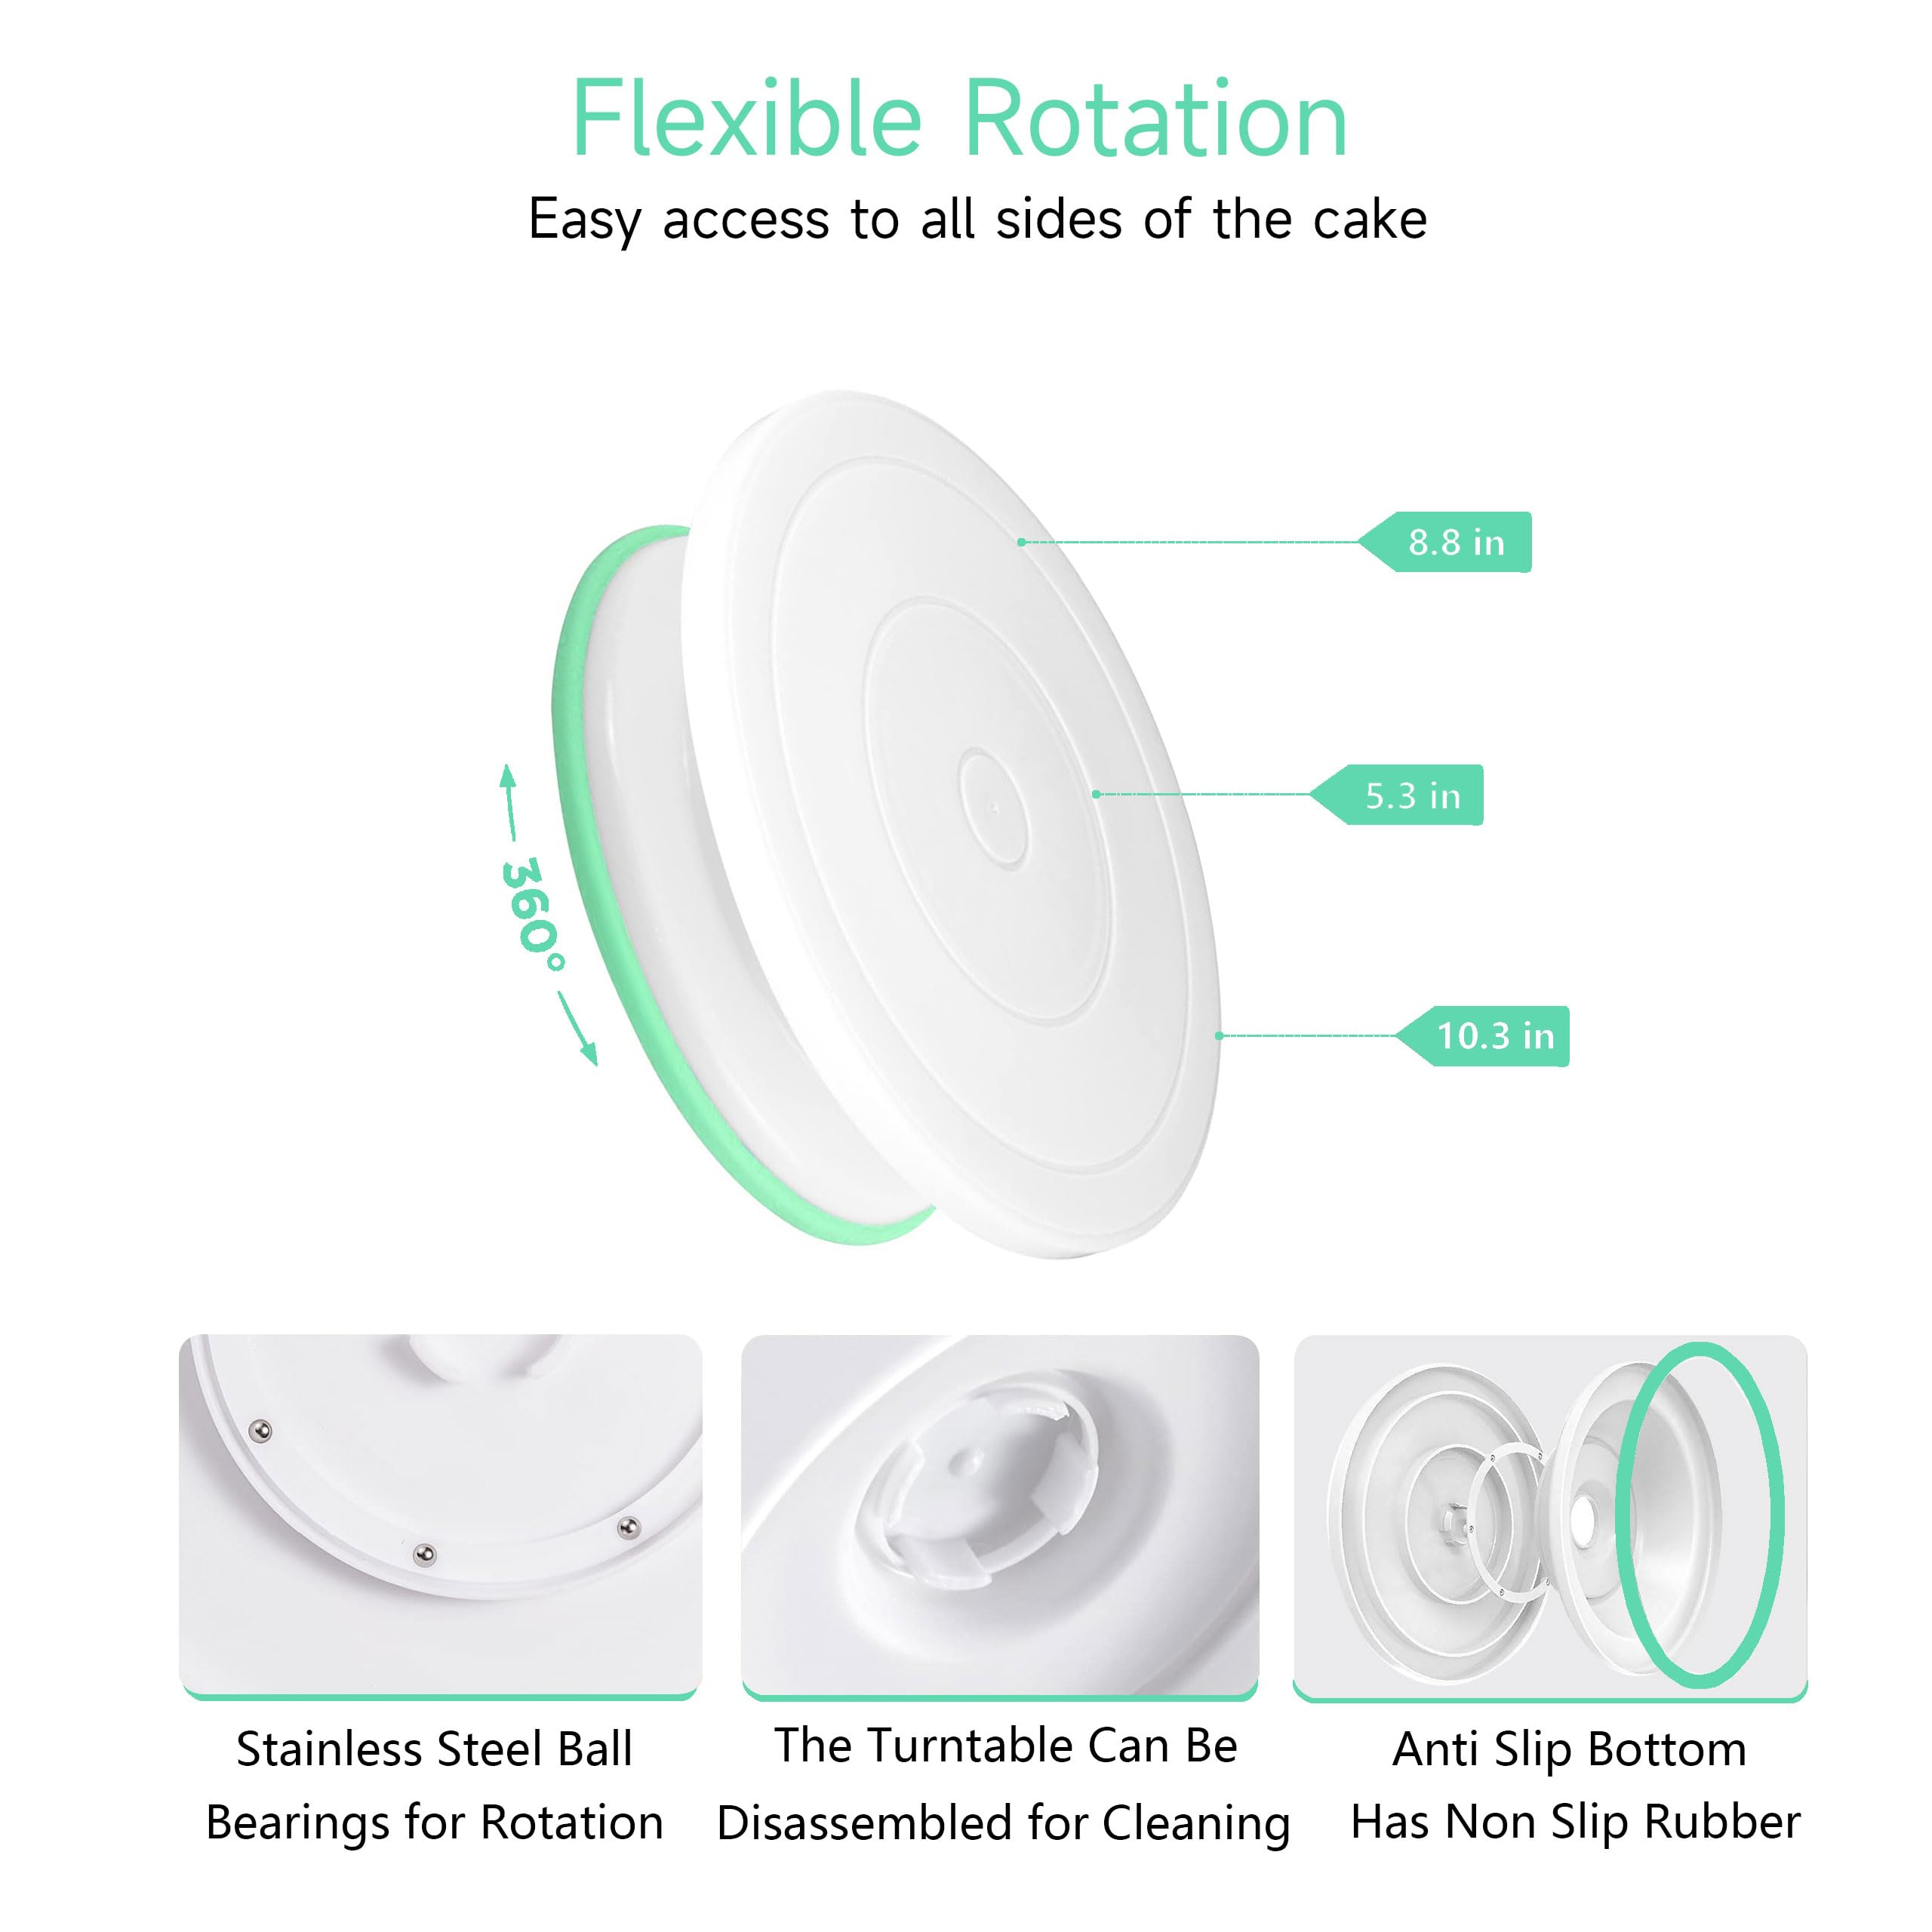 Flexible Rotation
Easy access to all sides of the cake
8.8 in
5.3 in
360°
10.3 in
Stainless Steel Ball
Bearings for Rotation
The Turntable Can Be
Disassembled for Cleaning
Anti Slip Bottom
Has Non Slip Rubber